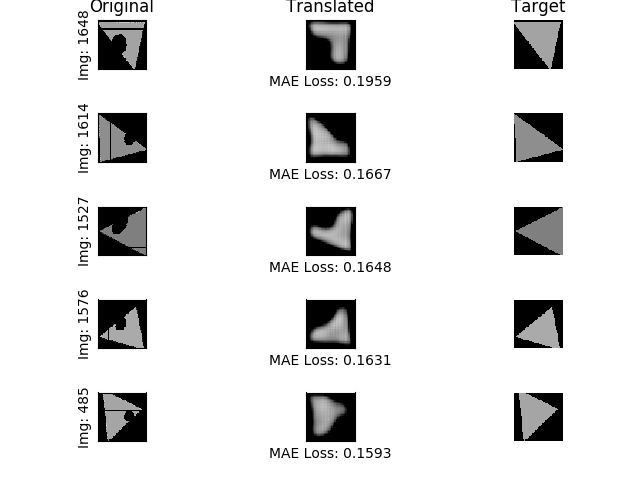 Original Translated Target
Img: 1648
MAE Loss: 0.1959
Img: 1614
MAE Loss: 0.1667
Img: 1527
MAE Loss: 0.1648
Img: 1576
MAE Loss: 0.1631
Img: 485
MAE Loss: 0.1593